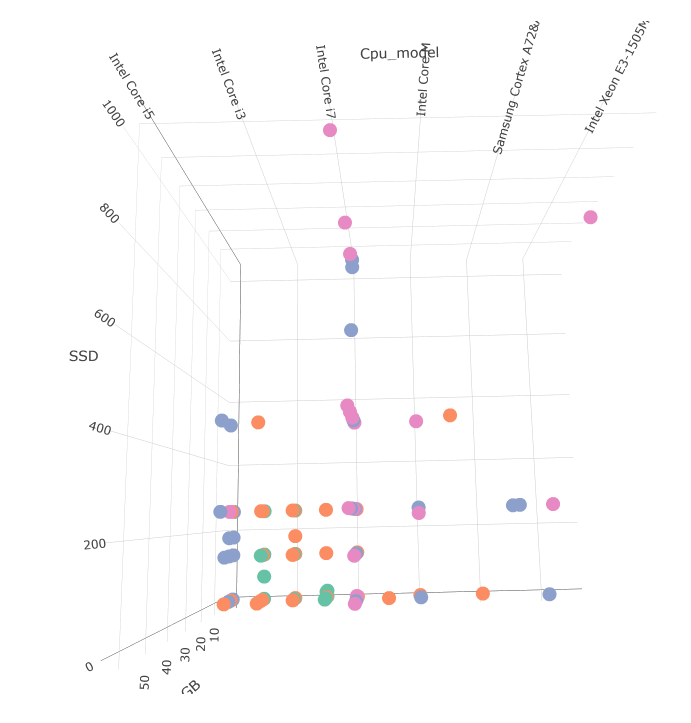 Cpu_model
Intel Core i5
Intel Core i3
Intel Core i7
Intel Core M
Samsung Cortex A72&
Intel Xeon E3-1505M
1000
800
600
SSD
400
200
0
50
40
30
20
10
GB